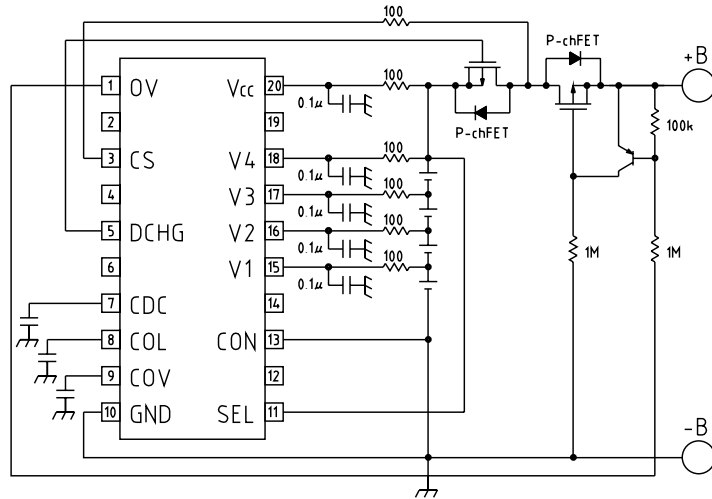 100
P-chFET
+B
1 OV Vcc 20
100
0.1μ
P-chFET
100k
2 19
3 CS V4 18
100
0.1μ
4 V3 17
100
0.1μ
5 DCHG V2 16
100
0.1μ
1M
1M
6 V1 15
100
0.1μ
7 CDC 14
8 COL CON 13
9 COV 12
10 GND SEL 11
-B